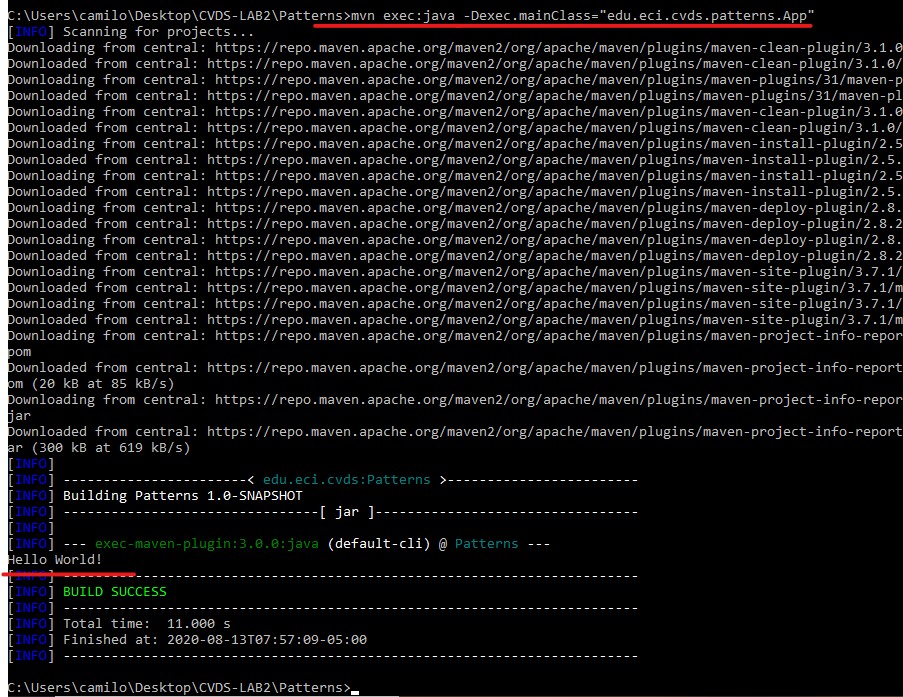 C:\Users\camilo\Desktop\CVDS-LAB2\Patterns>mvn exec:java -Dexec.mainClass="edu.eci.cvds.patterns.App"
[INFO] Scanning for projects...
Downloading from central: https://repo.maven.apache.org/maven2/org/apache/maven/plugins/maven-clean-plugin/3.1.0
Downloaded from central: https://repo.maven.apache.org/maven2/org/apache/maven/plugins/maven-clean-plugin/3.1.0/
Downloading from central: https://repo.maven.apache.org/maven2/org/apache/maven/plugins/maven-plugins/31/maven-p
Downloaded from central: https://repo.maven.apache.org/maven2/org/apache/maven/plugins/maven-plugins/31/maven-pl
Downloading from central: https://repo.maven.apache.org/maven2/org/apache/maven/plugins/maven-clean-plugin/3.1.0
Downloaded from central: https://repo.maven.apache.org/maven2/org/apache/maven/plugins/maven-clean-plugin/3.1.0/
Downloading from central: https://repo.maven.apache.org/maven2/org/apache/maven/plugins/maven-install-plugin/2.5
Downloaded from central: https://repo.maven.apache.org/maven2/org/apache/maven/plugins/maven-install-plugin/2.5.
Downloading from central: https://repo.maven.apache.org/maven2/org/apache/maven/plugins/maven-install-plugin/2.5
Downloaded from central: https://repo.maven.apache.org/maven2/org/apache/maven/plugins/maven-install-plugin/2.5.
Downloading from central: https://repo.maven.apache.org/maven2/org/apache/maven/plugins/maven-deploy-plugin/2.8.
Downloaded from central: https://repo.maven.apache.org/maven2/org/apache/maven/plugins/maven-deploy-plugin/2.8.2
Downloading from central: https://repo.maven.apache.org/maven2/org/apache/maven/plugins/maven-deploy-plugin/2.8.
Downloaded from central: https://repo.maven.apache.org/maven2/org/apache/maven/plugins/maven-deploy-plugin/2.8.2
Downloading from central: https://repo.maven.apache.org/maven2/org/apache/maven/plugins/maven-site-plugin/3.7.1/
Downloaded from central: https://repo.maven.apache.org/maven2/org/apache/maven/plugins/maven-site-plugin/3.7.1/m
Downloading from central: https://repo.maven.apache.org/maven2/org/apache/maven/plugins/maven-site-plugin/3.7.1/
Downloaded from central: https://repo.maven.apache.org/maven2/org/apache/maven/plugins/maven-site-plugin/3.7.1/m
Downloading from central: https://repo.maven.apache.org/maven2/org/apache/maven/plugins/maven-project-info-repor
pom
Downloaded from central: https://repo.maven.apache.org/maven2/org/apache/maven/plugins/maven-project-info-report
om (20 kB at 85 kB/s)
Downloading from central: https://repo.maven.apache.org/maven2/org/apache/maven/plugins/maven-project-info-repor
jar
Downloaded from central: https://repo.maven.apache.org/maven2/org/apache/maven/plugins/maven-project-info-report
ar (300 kB at 619 kB/s)
[INFO]
[INFO] -----------------------< edu.eci.cvds:Patterns >------------------------
[INFO] Building Patterns 1.0-SNAPSHOT
[INFO] --------------------------------[ jar ]---------------------------------
[INFO]
[INFO] --- exec-maven-plugin:3.0.0:java (default-cli) @ Patterns ---
Hello World!
[INFO] ------------------------------------------------------------------------
[INFO] BUILD SUCCESS
[INFO] ------------------------------------------------------------------------
[INFO] Total time:  11.000 s
[INFO] Finished at: 2020-08-13T07:57:09-05:00
[INFO] ------------------------------------------------------------------------
C:\Users\camilo\Desktop\CVDS-LAB2\Patterns>